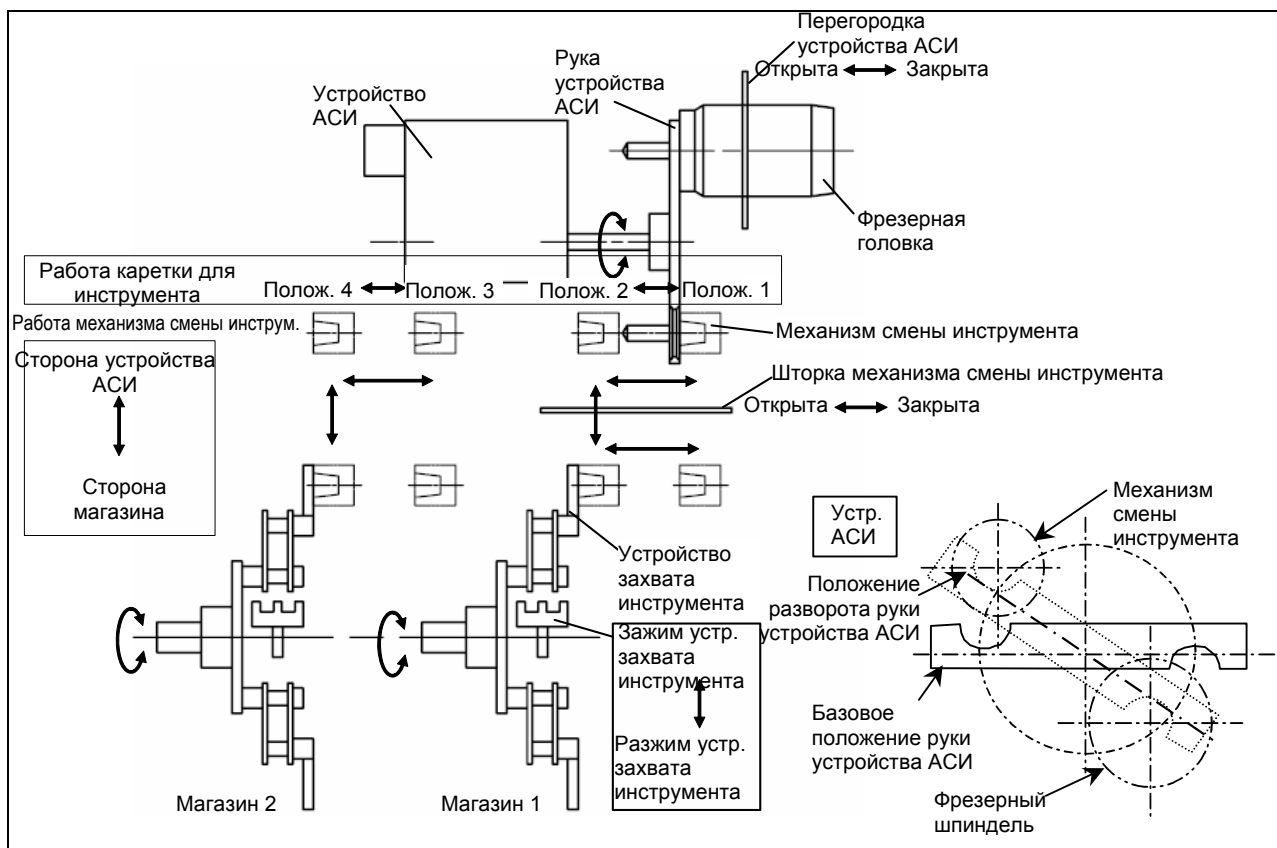 Перегородка
устройства АСИ
Открыта Закрыта
Рука
устройства
АСИ
Устройство
АСИ
Фрезерная
головка
Работа каретки для
инструмента
Полож. 4 Полож. 3 Полож. 2 Полож. 1
Работа механизма смены инструм.
Механизм смены инструмента
Сторона устройства
АСИ
Сторона
магазина
Шторка механизма смены инструмента
Открыта Закрыта
Устр.
АСИ
Механизм
смены
инструмента
Устройство
захвата
инструмента
Положение
разворота руки
устройства АСИ
Зажим устр.
захвата
инструмента
Разжим устр.
захвата
инструмента
Базовое
положение руки
устройства АСИ
Фрезерный
шпиндель
Магазин 2
Магазин 1